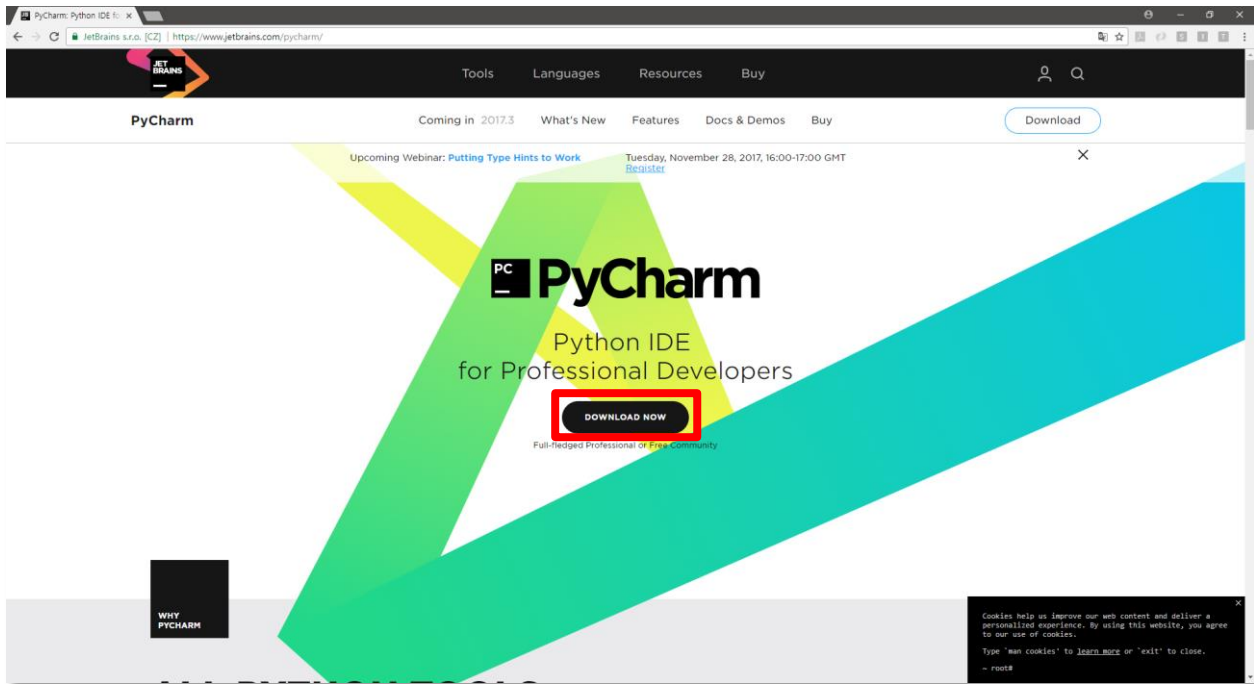 PyCharm: Python IDE fo
JetBrains s.r.o. [CZ] | https://www.jetbrains.com/pycharm/
JET
BRAINS
Tools Languages Resources Buy
PyCharm Coming in 2017.3 What's New Features Docs & Demos Buy Download
Upcoming Webinar: Putting Type Hints to Work Tuesday, November 28, 2017, 16:00-17:00 GMT
Register
PC PyCharm
Python IDE
for Professional Developers
DOWNLOAD NOW
Full-fledged Professional or Free Community
WHY
PYCHARM
Cookies help us improve our web content and deliver a
personalized experience. By using this website, you agree
to our use of cookies.
Type `man cookies' to learn more or `exit' to close.
~ root#
ALL PYTHON TOOLS